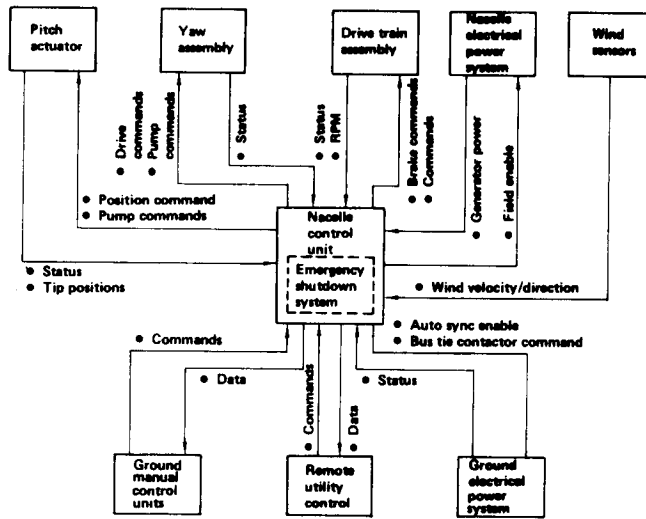 Pitch
actuator
Yaw
assembly
Drive train
assembly
Nacelle
electrical
power
system
Wind
sensors
● Drive
commands
● Pump
commands
● Status
● Status
● RPM
● Brake commands
● Commands
● Generator power
● Field enable
● Position command
● Pump commands
Nacelle
control
unit
Emergency
shutdown
system
● Status
● Tip positions
● Wind velocity/direction
● Auto sync enable
● Bus tie contactor command
● Commands
● Data
● Commands
● Data
● Status
Ground
manual
control
units
Remote
utility
control
Ground
electrical
power
system